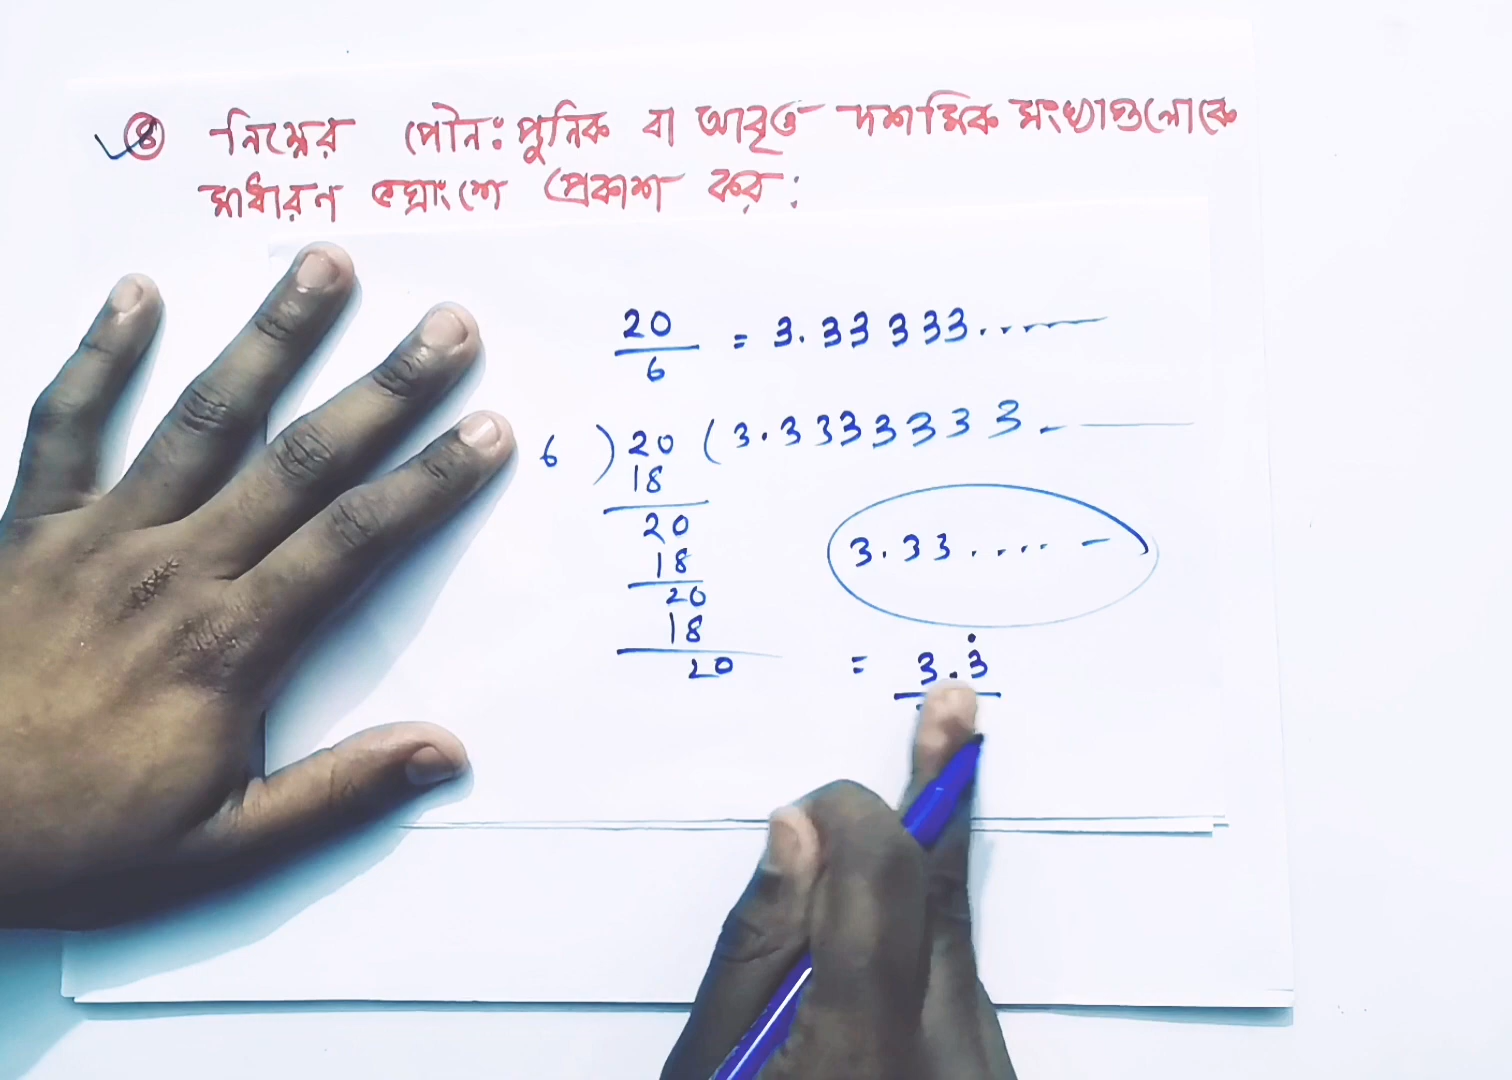 ৪ নিম্নের পৌনঃপুনিক বা আবৃত্ত দশমিক সংখ্যাগুলোকে
সাধারণ ভগ্নাংশে প্রকাশ কর:
20/6 = 3.33333.......
6 ) 20 ( 3.3333333.-
18
20
18
20
18
20
3.33.....-
= 3.3̇